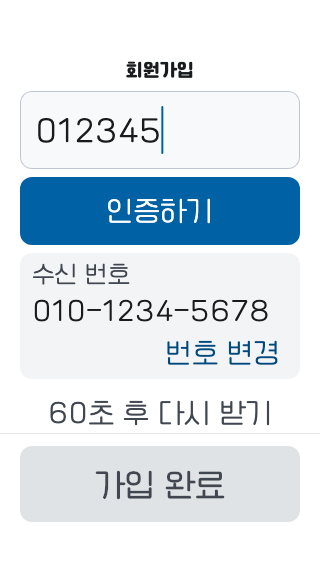 회원가입
012345
인증하기
수신 번호
010-1234-5678
번호 변경
60초 후 다시 받기
가입 완료